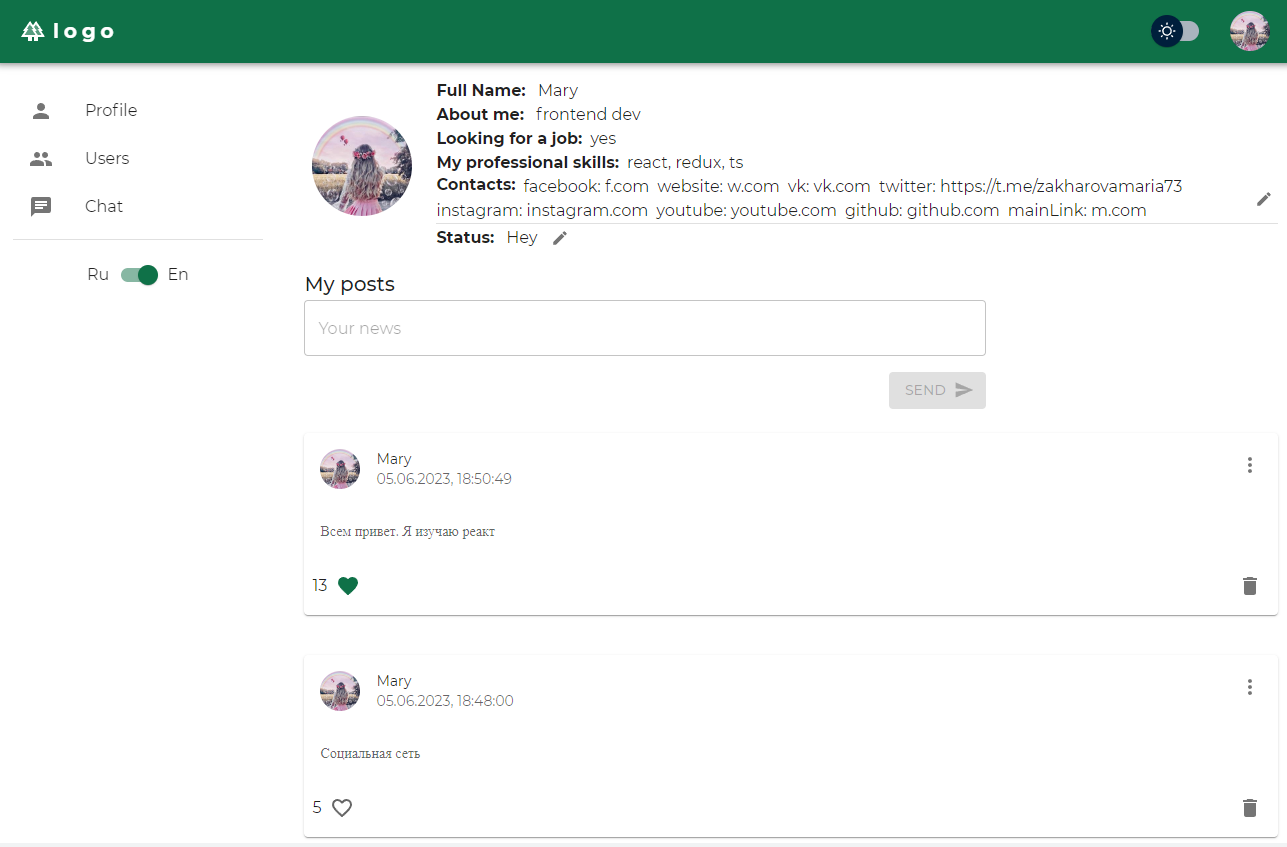 logo
Profile
Users
Chat
Ru En
Full Name: Mary
About me: frontend dev
Looking for a job: yes
My professional skills: react, redux, ts
Contacts: facebook: f.com website: w.com vk: vk.com twitter: https://t.me/zakharovamaria73
instagram: instagram.com youtube: youtube.com github: github.com mainLink: m.com
Status: Hey
My posts
Your news
SEND
Mary
05.06.2023, 18:50:49
Всем привет. Я изучаю реакт
13
Mary
05.06.2023, 18:48:00
Социальная сеть
5